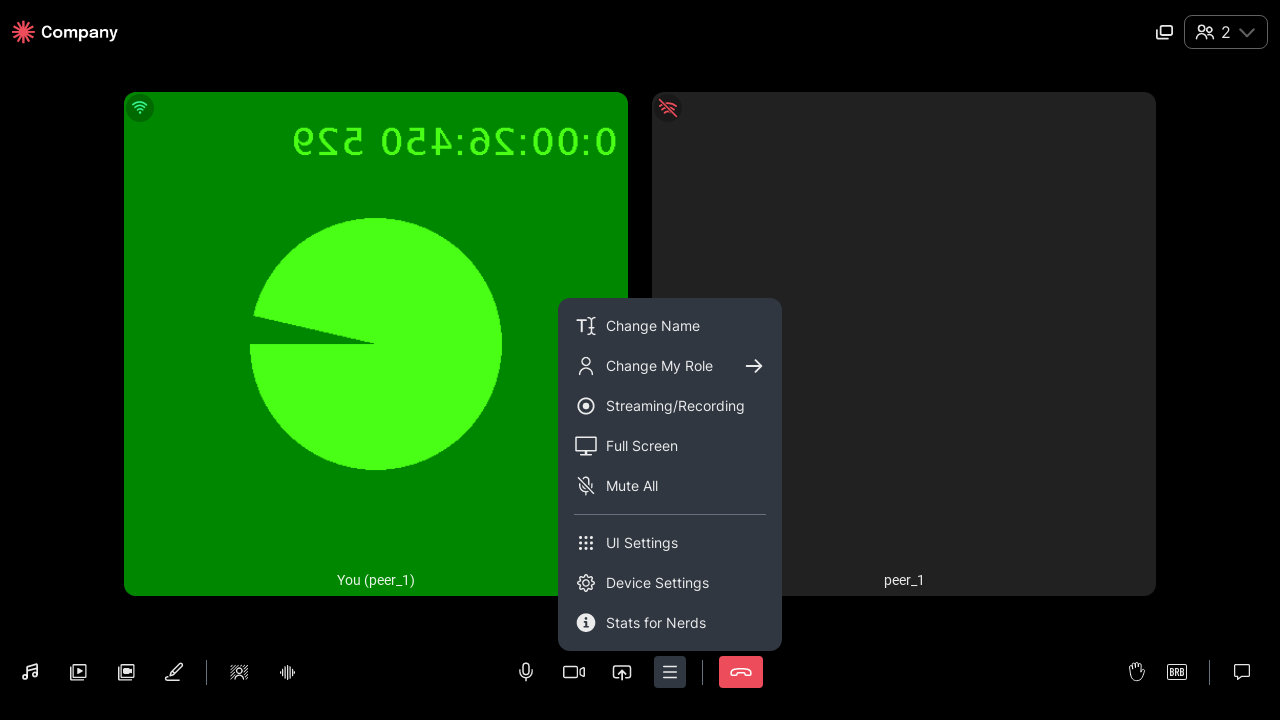 Company
2
0:00:26:450 529
Change Name
Change My Role
Streaming/Recording
Full Screen
Mute All
UI Settings
Device Settings
Stats for Nerds
You (peer_1)
peer_1
BRB